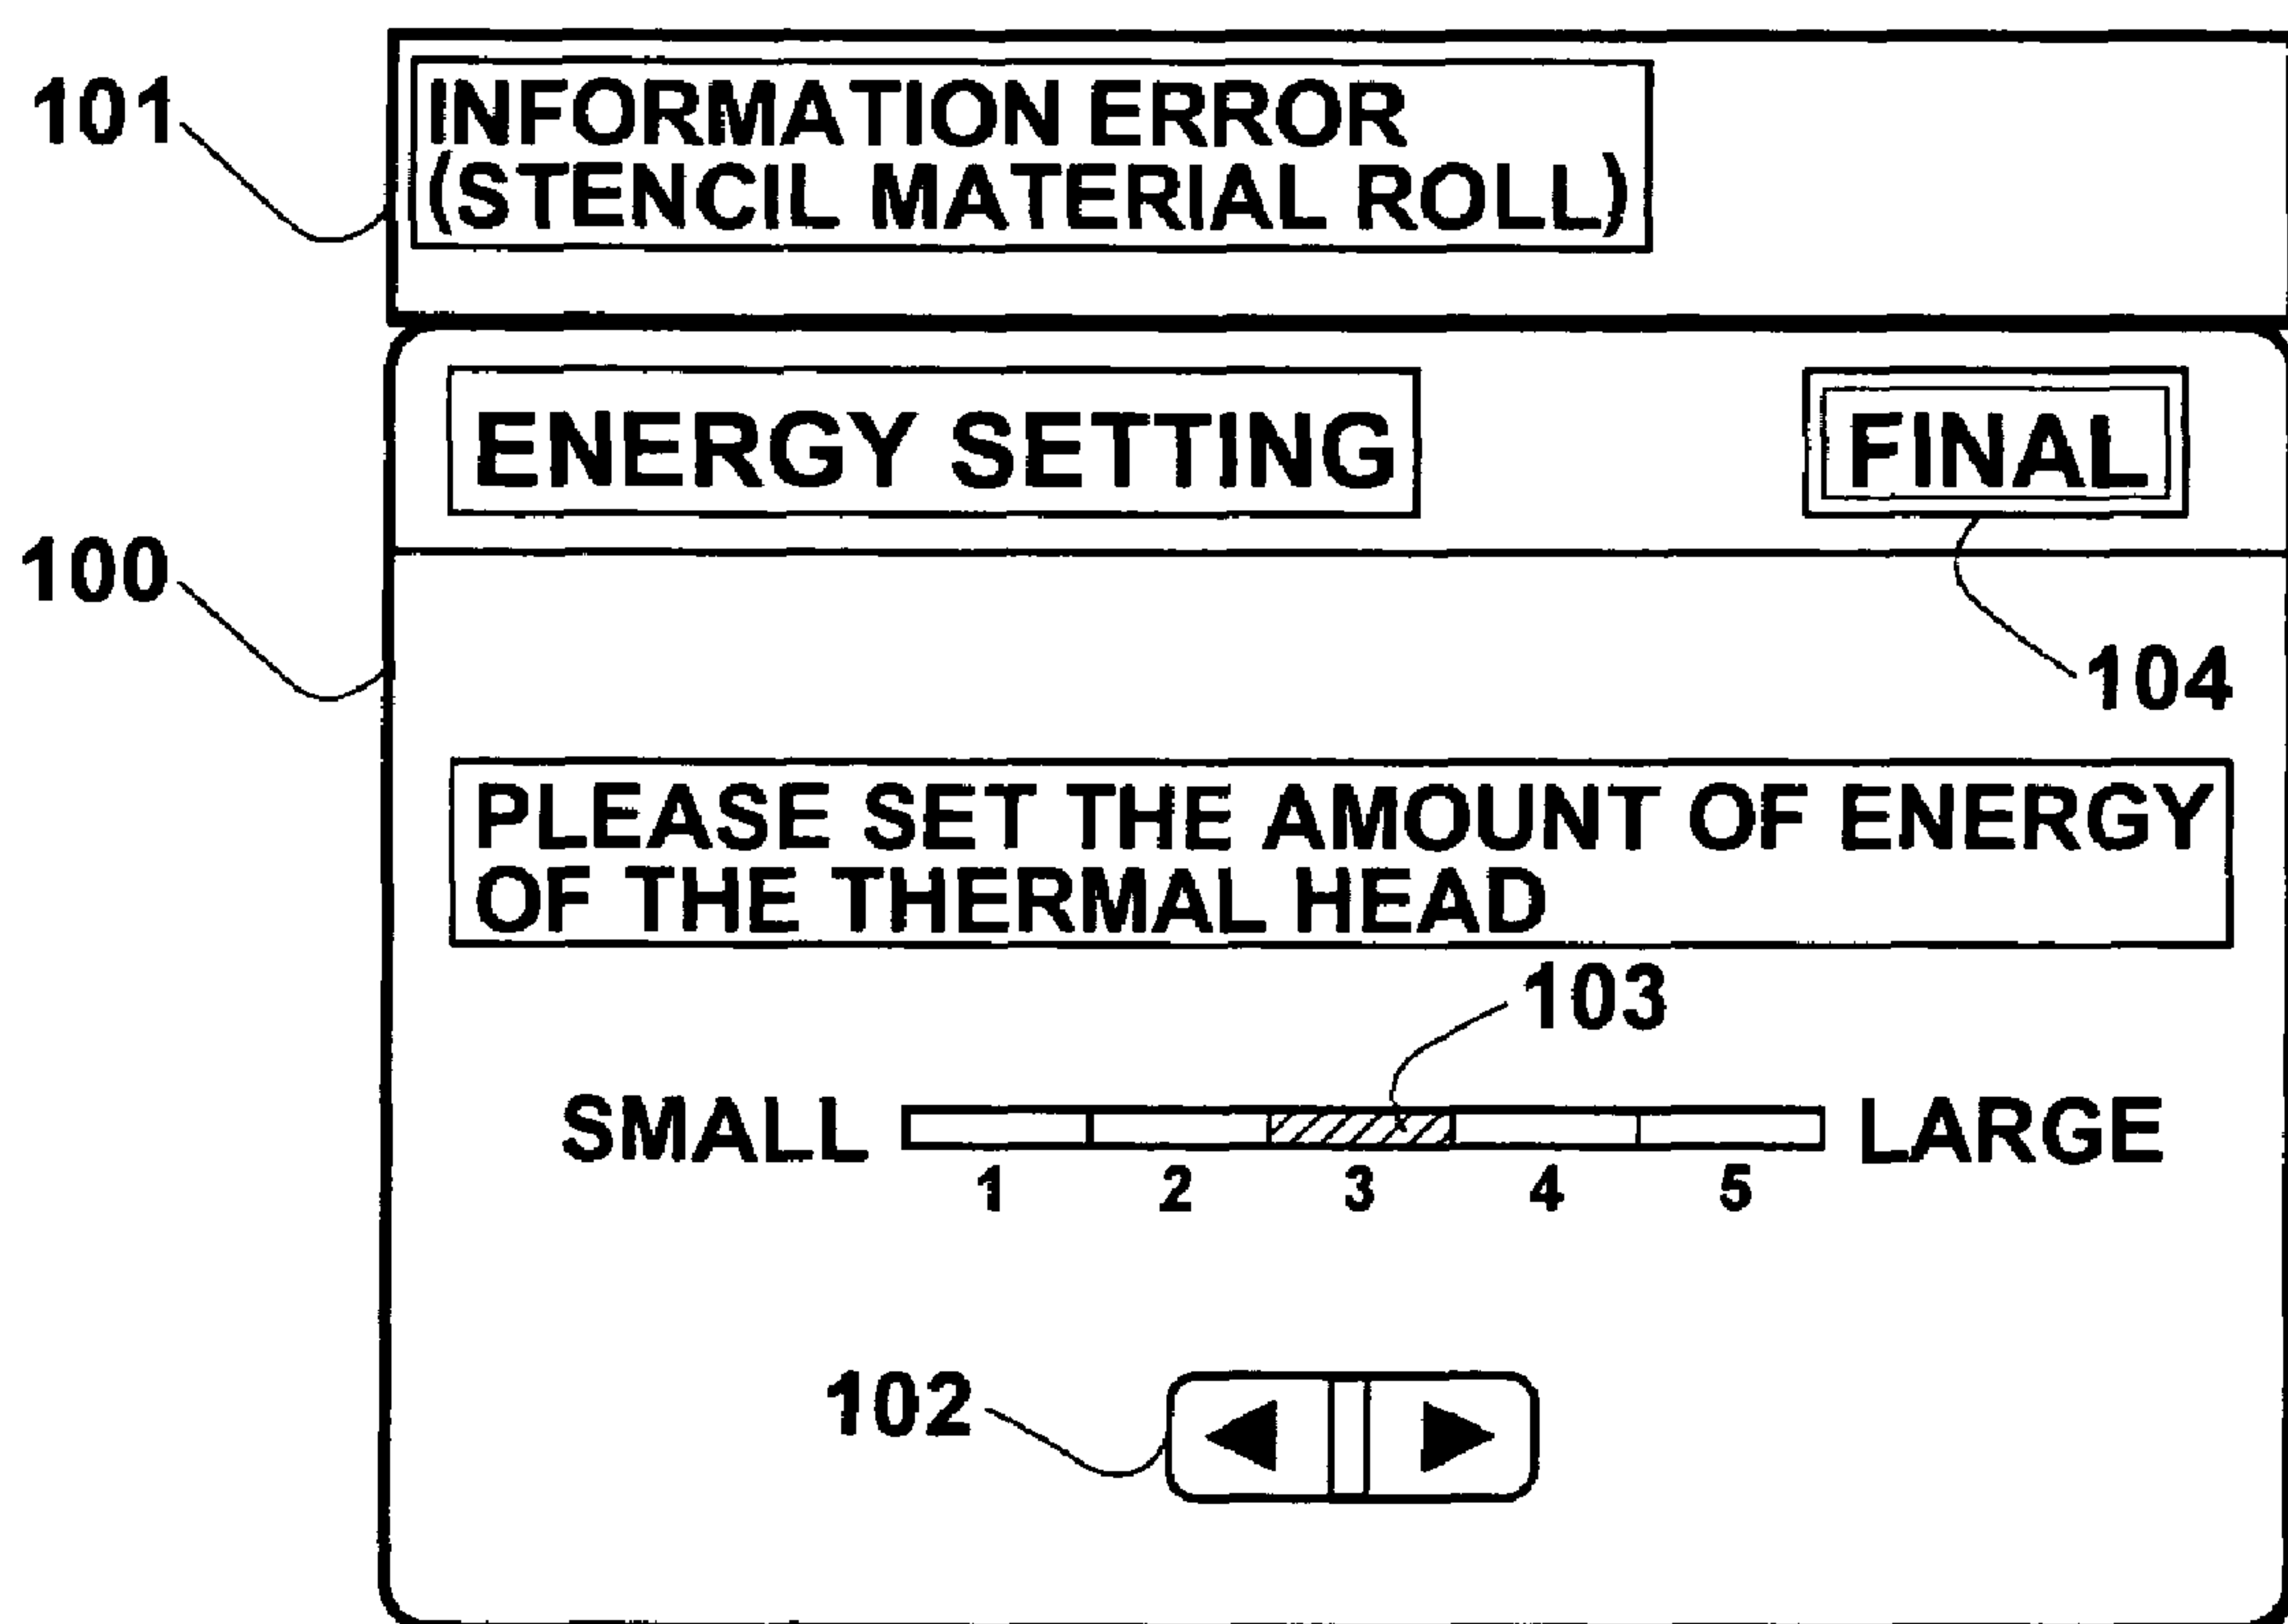 101
INFORMATION ERROR
(STENCIL MATERIAL ROLL)
ENERGY SETTING
FINAL
100
104
PLEASE SET THE AMOUNT OF ENERGY
OF THE THERMAL HEAD
103
SMALL
LARGE
1 2 3 4 5
102